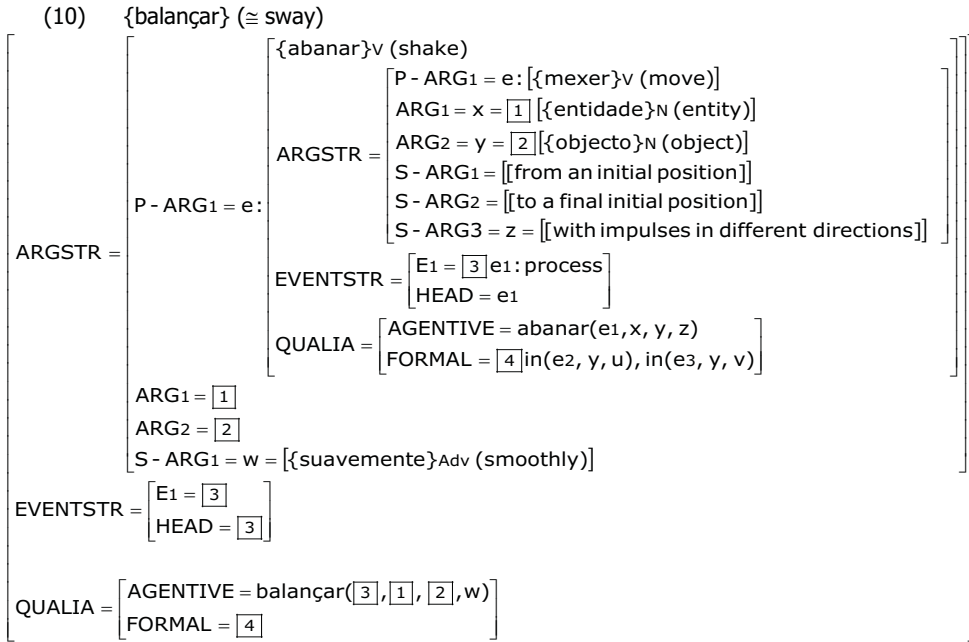 (10) {balançar} (≅ sway)
{abanar}V (shake)
P - ARG1 = e: [{mexer}V (move)]
ARG1 = x = 1 [{entidade}N (entity)]
ARG2 = y = 2 [{objecto}N (object)]
ARGSTR =
S - ARG1 = [[from an initial position]]
S - ARG2 = [[to a final initial position]]
P - ARG1 = e:
S - ARG3 = z = [[with impulses in different directions]]
ARGSTR =
E1 = 3 e1: process
EVENTSTR =
HEAD = e1
AGENTIVE = abanar(e1, x, y, z)
QUALIA =
FORMAL = 4 in(e2, y, u), in(e3, y, v)
ARG1 = 1
ARG2 = 2
S - ARG1 = w = [{suavemente}Adv (smoothly)]
E1 = 3
EVENTSTR =
HEAD = 3
AGENTIVE = balançar( 3 , 1 , 2 , w)
QUALIA =
FORMAL = 4